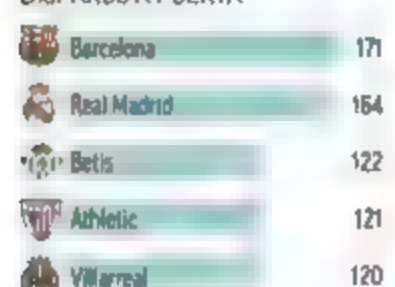 Barcelona 171
Real Madrid 164
Betis 122
Athletic 121
Villarreal 120